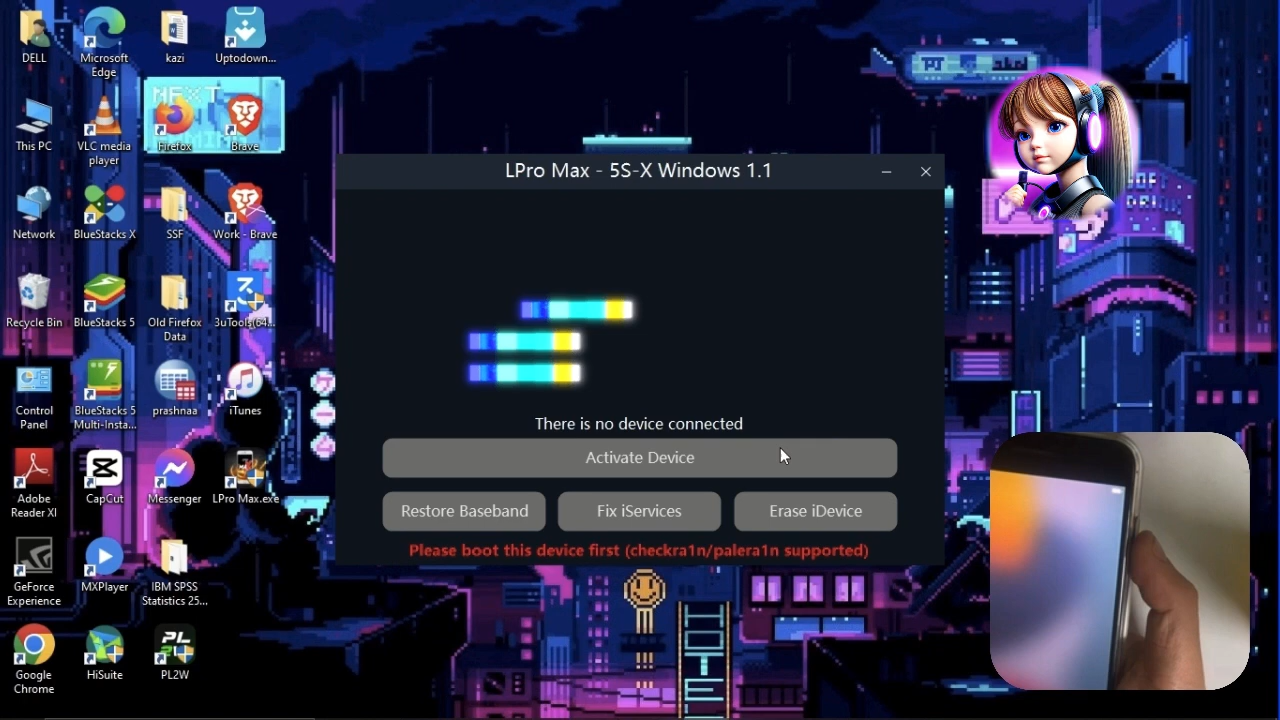 DELL
Microsoft
Edge
kazi
Uptodown...
This PC
VLC media
player
NEXT
Firefox
Brave
Network
BlueStacks X
SSF
Work - Brave
Recycle Bin
BlueStacks 5
Old Firefox
Data
3uTools(64...
Control
Panel
BlueStacks 5
Multi-Insta...
prashnaa
iTunes
Adobe
Reader XI
CapCut
Messenger
LPro Max.exe
GeForce
Experience
MXPlayer
IBM SPSS
Statistics 25...
Google
Chrome
HiSuite
PL2W
LPro Max - 5S-X Windows 1.1
There is no device connected
Activate Device
Restore Baseband
Fix iServices
Erase iDevice
Please boot this device first (checkra1n/palera1n supported)
HOTE